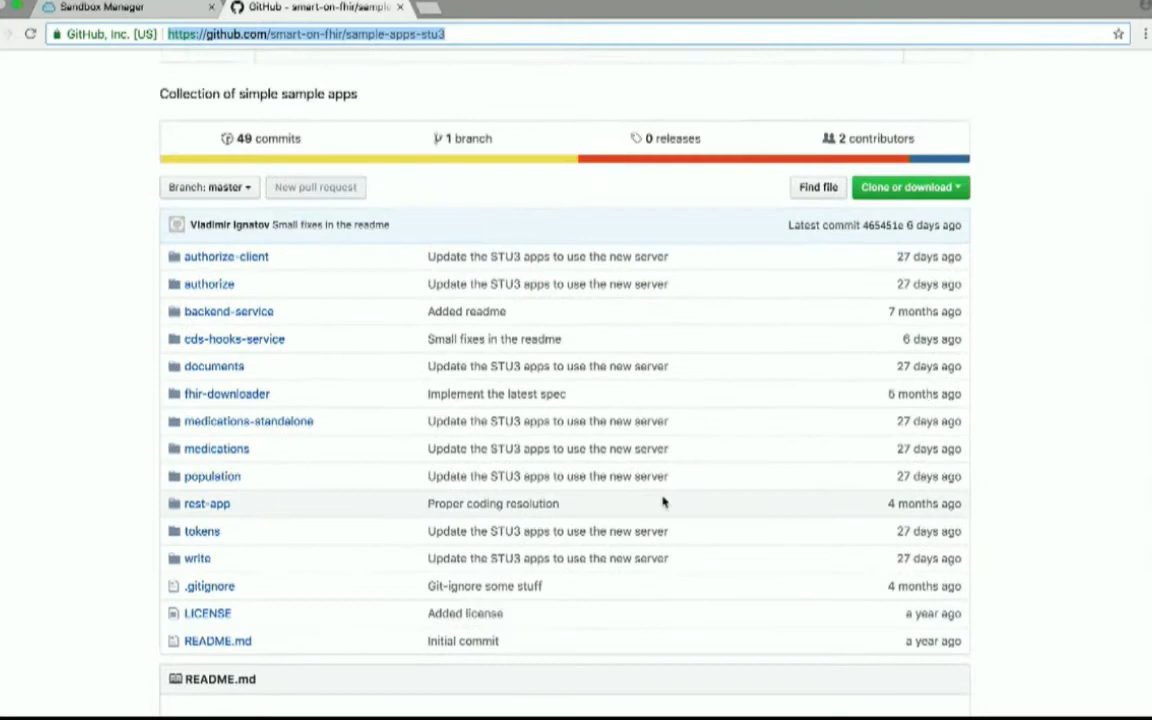 Sandbox Manager
GitHub - smart-on-fhir/sample
GitHub, Inc. [US] https://github.com/smart-on-fhir/sample-apps-stu3
Collection of simple sample apps
49 commits 1 branch 0 releases 2 contributors
Branch: master New pull request Find file Clone or download
Vladimir Ignatov Small fixes in the readme Latest commit 465451e 6 days ago
authorize-client Update the STU3 apps to use the new server 27 days ago
authorize Update the STU3 apps to use the new server 27 days ago
backend-service Added readme 7 months ago
cds-hooks-service Small fixes in the readme 6 days ago
documents Update the STU3 apps to use the new server 27 days ago
fhir-downloader Implement the latest spec 5 months ago
medications-standalone Update the STU3 apps to use the new server 27 days ago
medications Update the STU3 apps to use the new server 27 days ago
population Update the STU3 apps to use the new server 27 days ago
rest-app Proper coding resolution 4 months ago
tokens Update the STU3 apps to use the new server 27 days ago
write Update the STU3 apps to use the new server 27 days ago
.gitignore Git-ignore some stuff 4 months ago
LICENSE Added license a year ago
README.md Initial commit a year ago
README.md